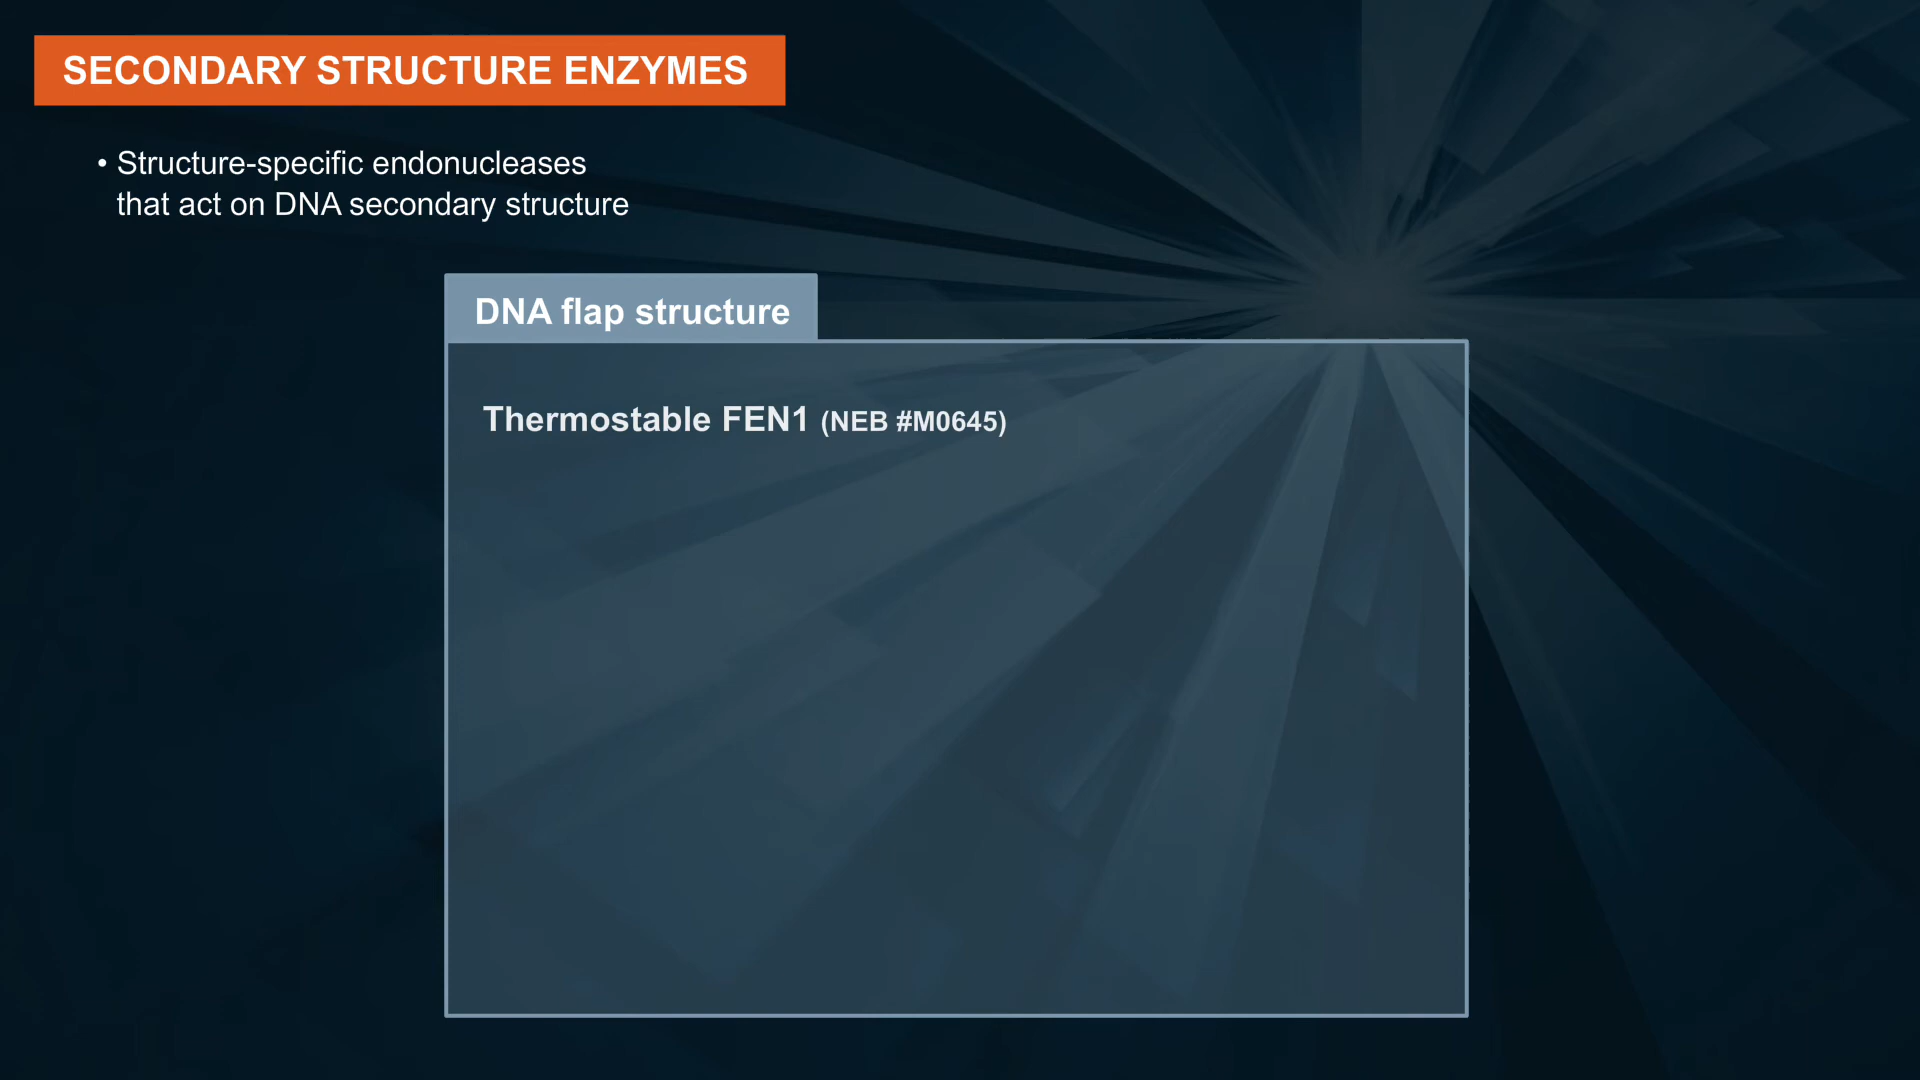 SECONDARY STRUCTURE ENZYMES
• Structure-specific endonucleases
that act on DNA secondary structure
DNA flap structure
Thermostable FEN1 (NEB #M0645)